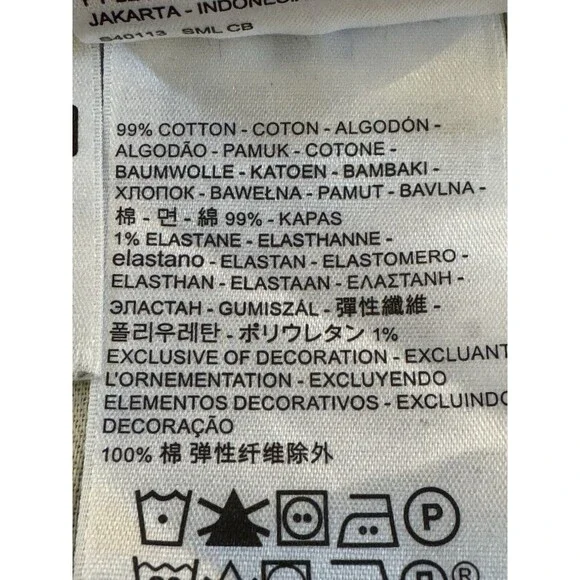 JAKARTA - INDONESIA
S40113 SML CB
99% COTTON - COTON - ALGODÓN -
ALGODÃO - PAMUK - COTONE -
BAUMWOLLE - KATOEN - BAMBAKI -
ХЛОПОК - BAWEŁNA - PAMUT - BAVLNA -
棉 - 면 - 綿 99% - KAPAS
1% ELASTANE - ELASTHANNE -
elastano - ELASTAN - ELASTOMERO -
ELASTHAN - ELASTAAN - ΕΛΑΣΤΑΝΗ -
ЭЛАСТАН - GUMISZÁL - 彈性纖維 -
폴리우레탄 - ポリウレタン 1%
EXCLUSIVE OF DECORATION - EXCLUANT
L'ORNEMENTATION - EXCLUYENDO
ELEMENTOS DECORATIVOS - EXCLUINDO
DECORAÇÃO
100% 棉 弹性纤维除外
P